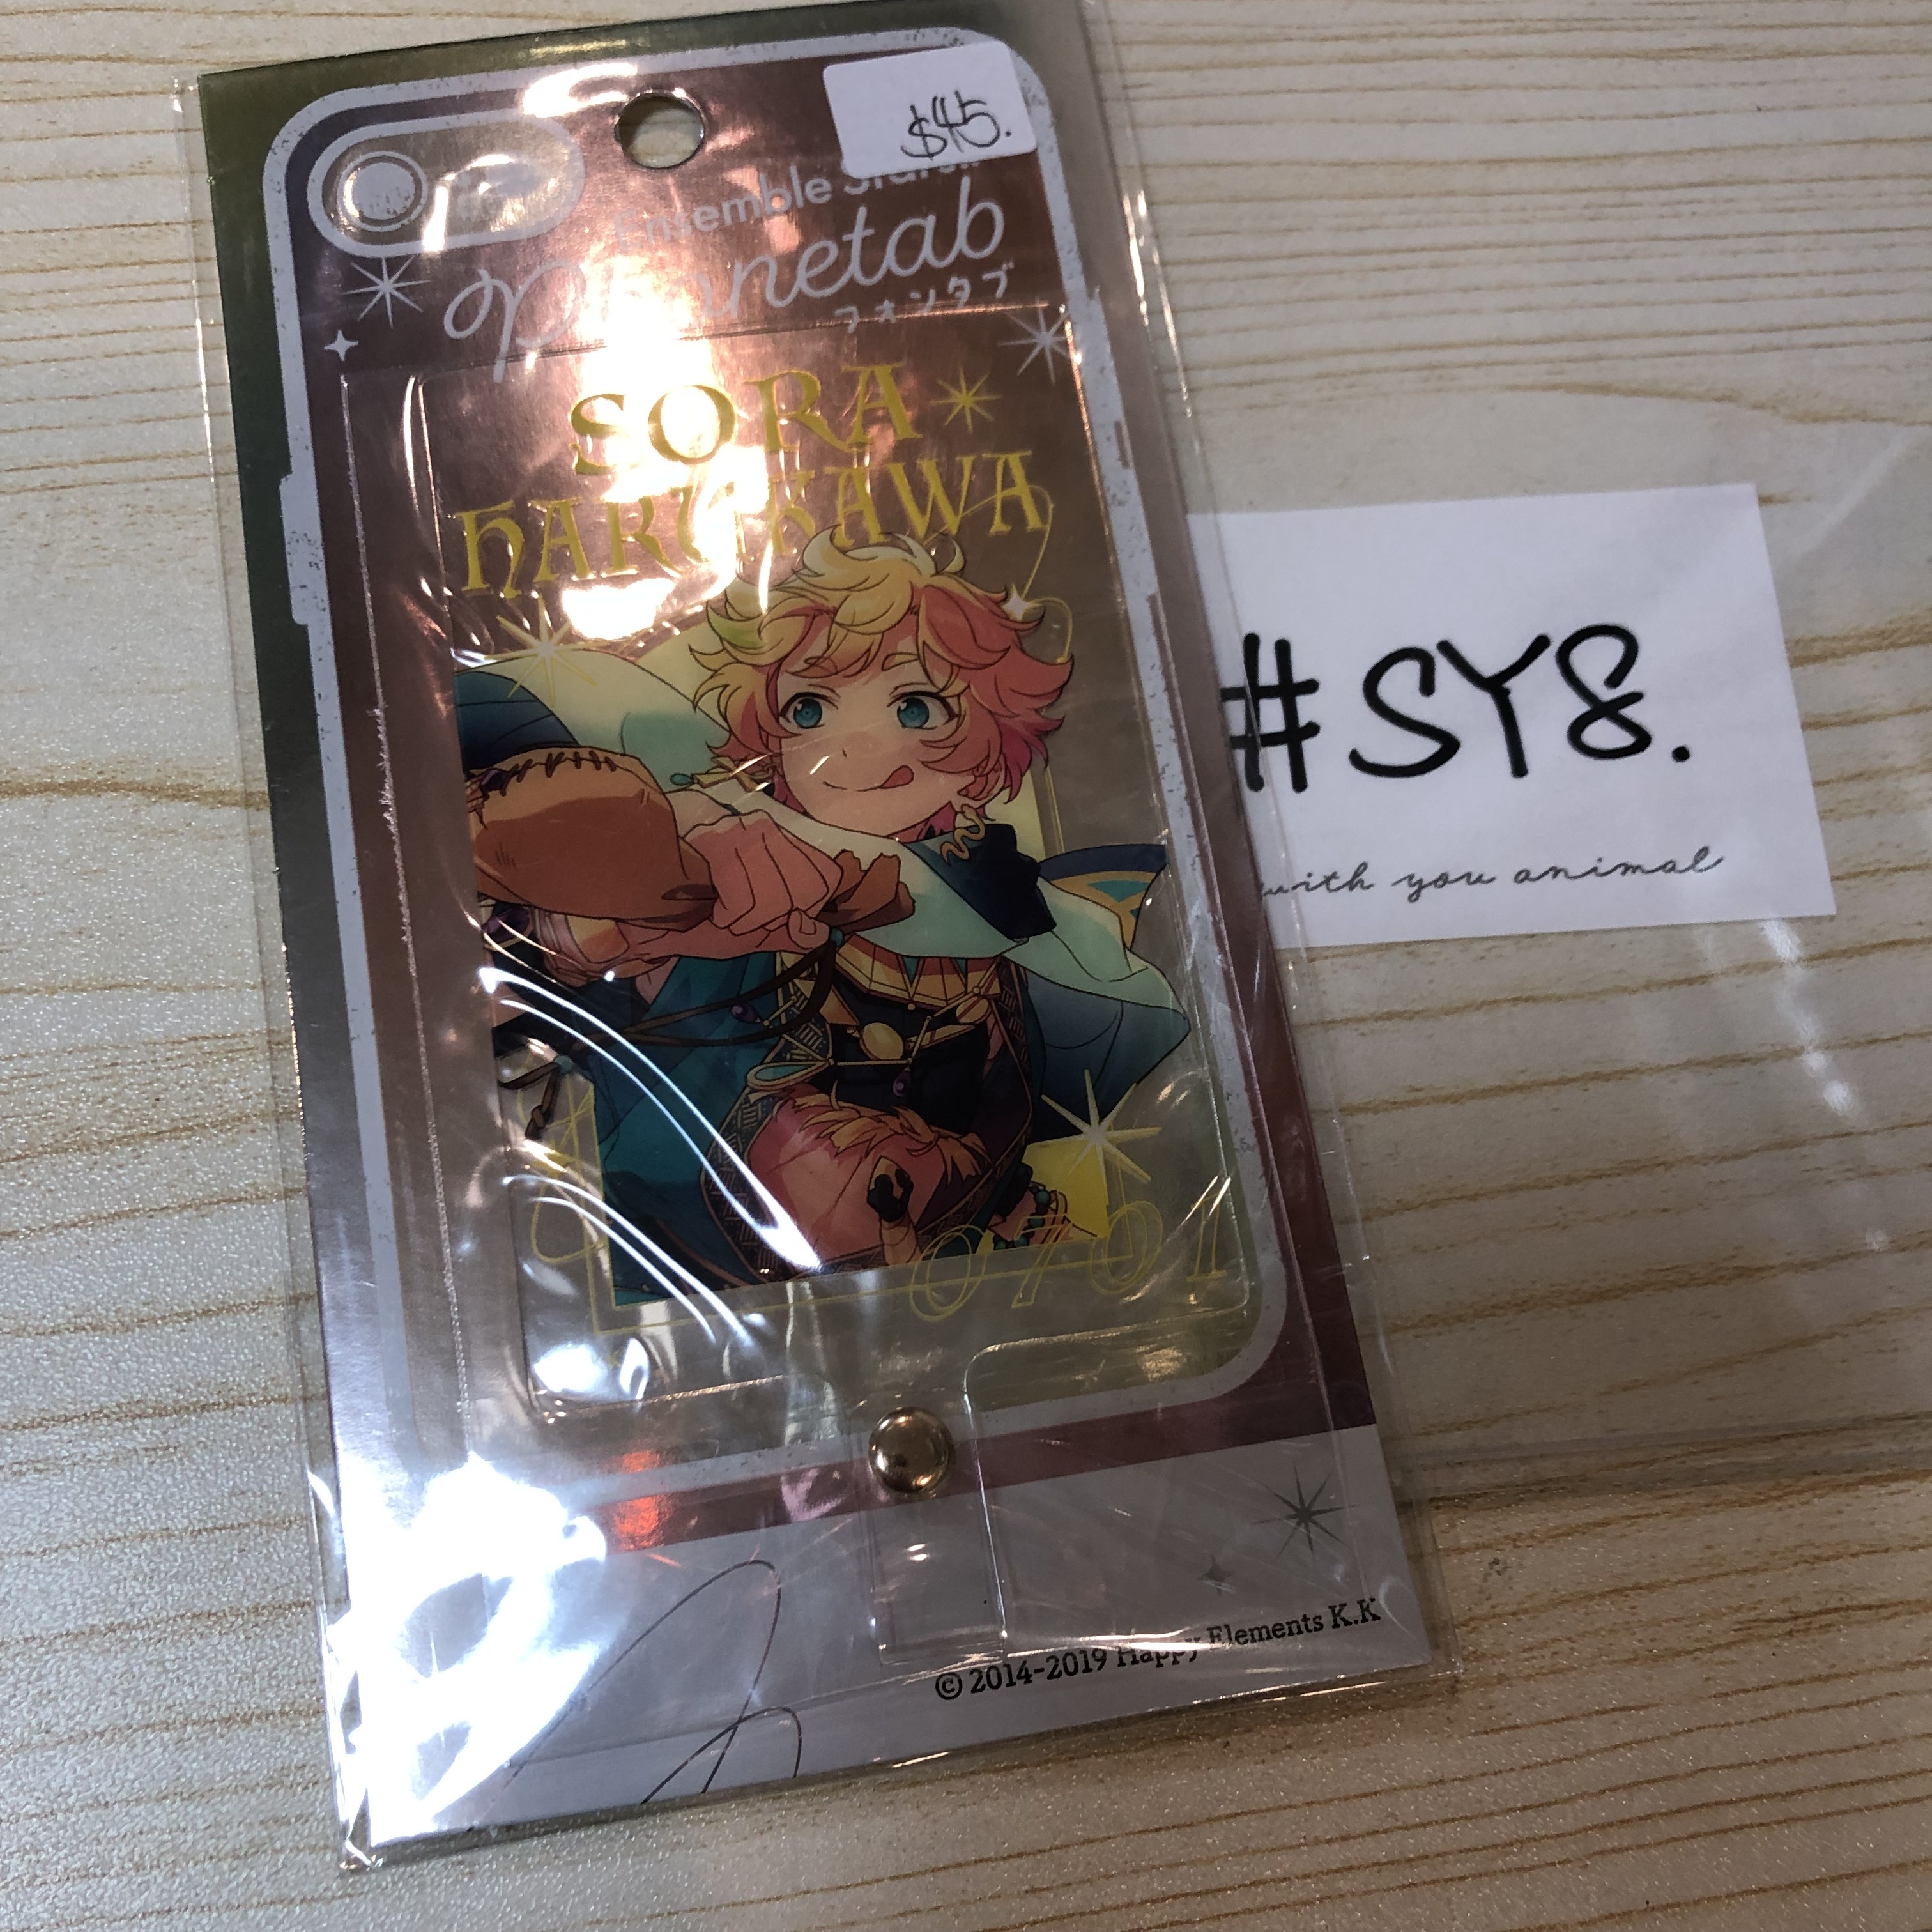 $45.
Ensemble Stars!!
Phonetab
フォンタブ
SORA
HARUKAWA
#SY8.
with you animal
0701
© 2014-2019 Happy Elements K.K